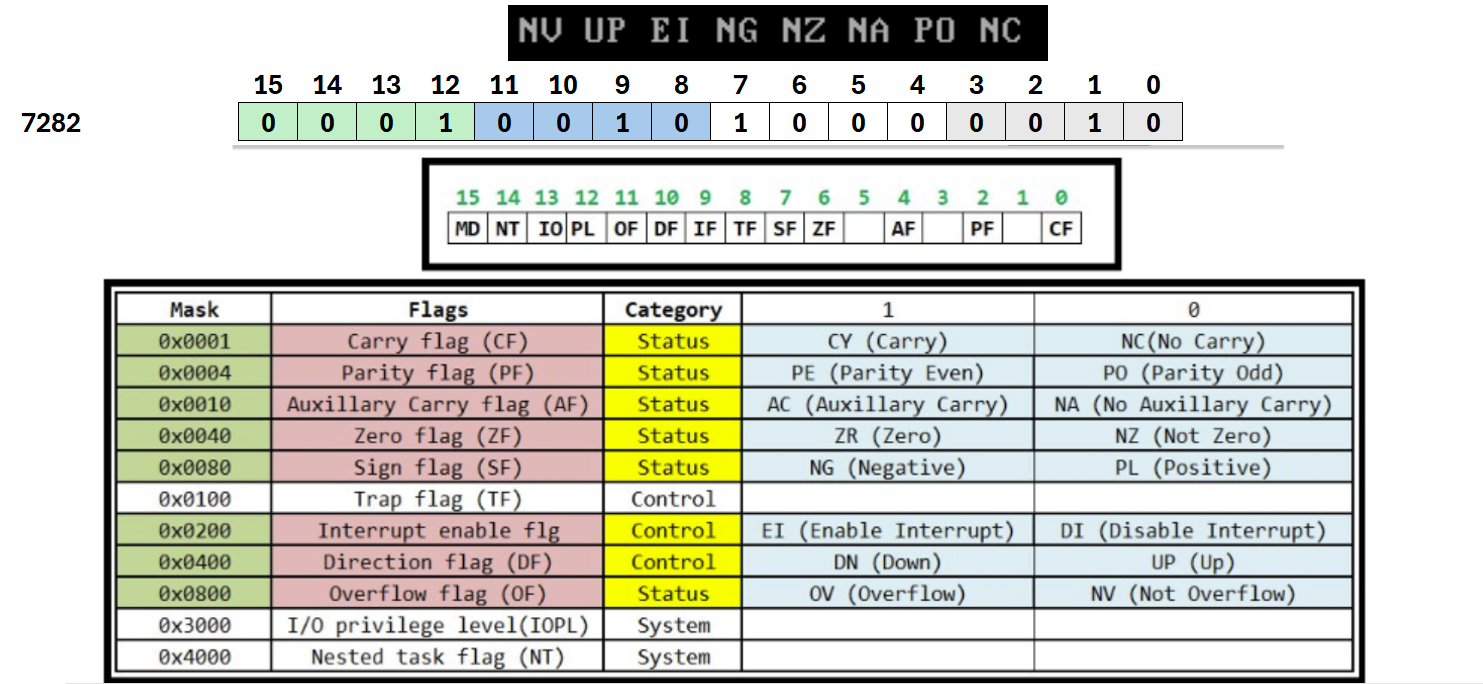 NV UP EI NG NZ NA PO NC
15 14 13 12 11 10 9 8 7 6 5 4 3 2 1 0
7282 0 0 0 1 0 0 1 0 1 0 0 0 0 0 1 0
15 14 13 12 11 10 9 8 7 6 5 4 3 2 1 0
MD NT IO PL OF DF IF TF SF ZF AF PF CF
Mask Flags Category 1 0
0x0001 Carry flag (CF) Status CY (Carry) NC(No Carry)
0x0004 Parity flag (PF) Status PE (Parity Even) PO (Parity Odd)
0x0010 Auxillary Carry flag (AF) Status AC (Auxillary Carry) NA (No Auxillary Carry)
0x0040 Zero flag (ZF) Status ZR (Zero) NZ (Not Zero)
0x0080 Sign flag (SF) Status NG (Negative) PL (Positive)
0x0100 Trap flag (TF) Control
0x0200 Interrupt enable flg Control EI (Enable Interrupt) DI (Disable Interrupt)
0x0400 Direction flag (DF) Control DN (Down) UP (Up)
0x0800 Overflow flag (OF) Status OV (Overflow) NV (Not Overflow)
0x3000 I/O privilege level(IOPL) System
0x4000 Nested task flag (NT) System